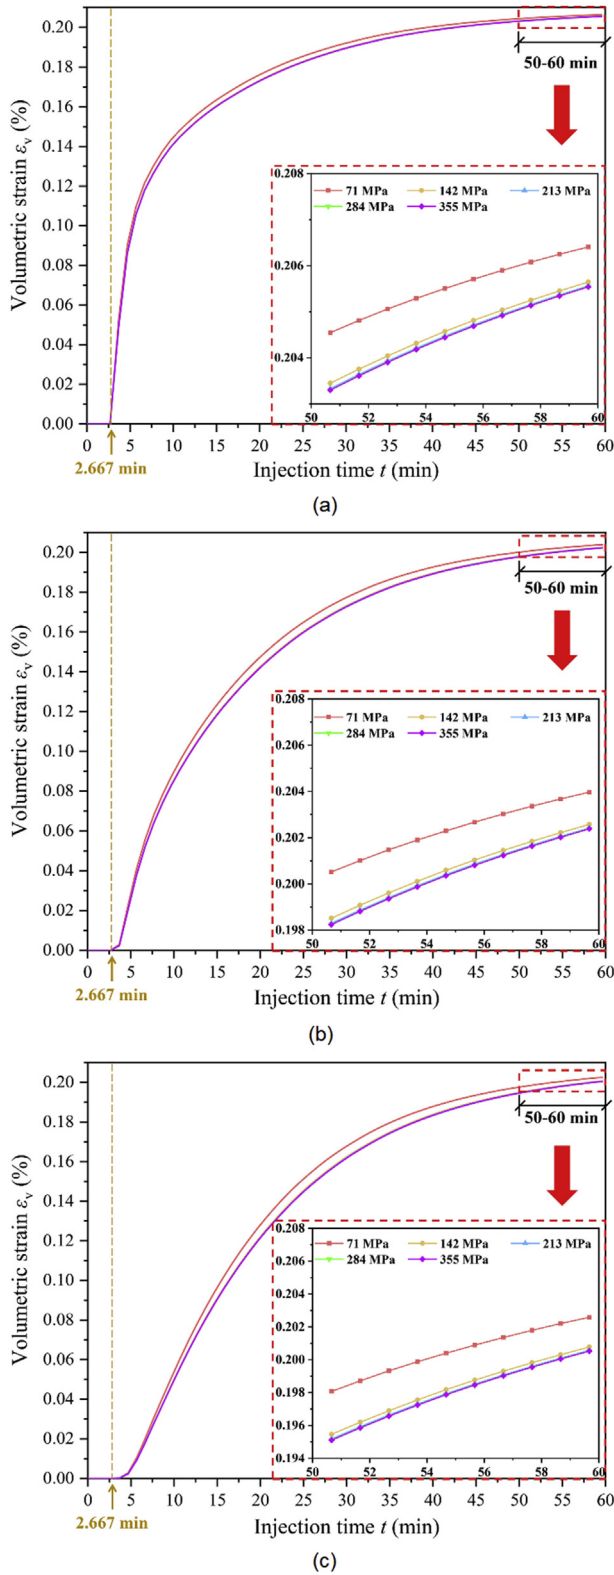 0.20
0.18
0.16
0.14
0.12
0.10
0.08
0.06
0.04
0.02
0.00
Volumetric strain εᵥ (%)
50-60 min
71 MPa 142 MPa 213 MPa
284 MPa 355 MPa
0.208
0.206
0.204
50 52 54 56 58 60
0 5 10 15 20 25 30 35 40 45 50 55 60
2.667 min
Injection time t (min)
(a)
0.20
0.18
0.16
0.14
0.12
0.10
0.08
0.06
0.04
0.02
0.00
Volumetric strain εᵥ (%)
50-60 min
71 MPa 142 MPa 213 MPa
284 MPa 355 MPa
0.208
0.206
0.204
0.202
0.200
0.198
50 52 54 56 58 60
0 5 10 15 20 25 30 35 40 45 50 55 60
2.667 min
Injection time t (min)
(b)
0.20
0.18
0.16
0.14
0.12
0.10
0.08
0.06
0.04
0.02
0.00
Volumetric strain εᵥ (%)
50-60 min
71 MPa 142 MPa 213 MPa
284 MPa 355 MPa
0.208
0.206
0.204
0.202
0.200
0.198
0.196
0.194
50 52 54 56 58 60
0 5 10 15 20 25 30 35 40 45 50 55 60
2.667 min
Injection time t (min)
(c)